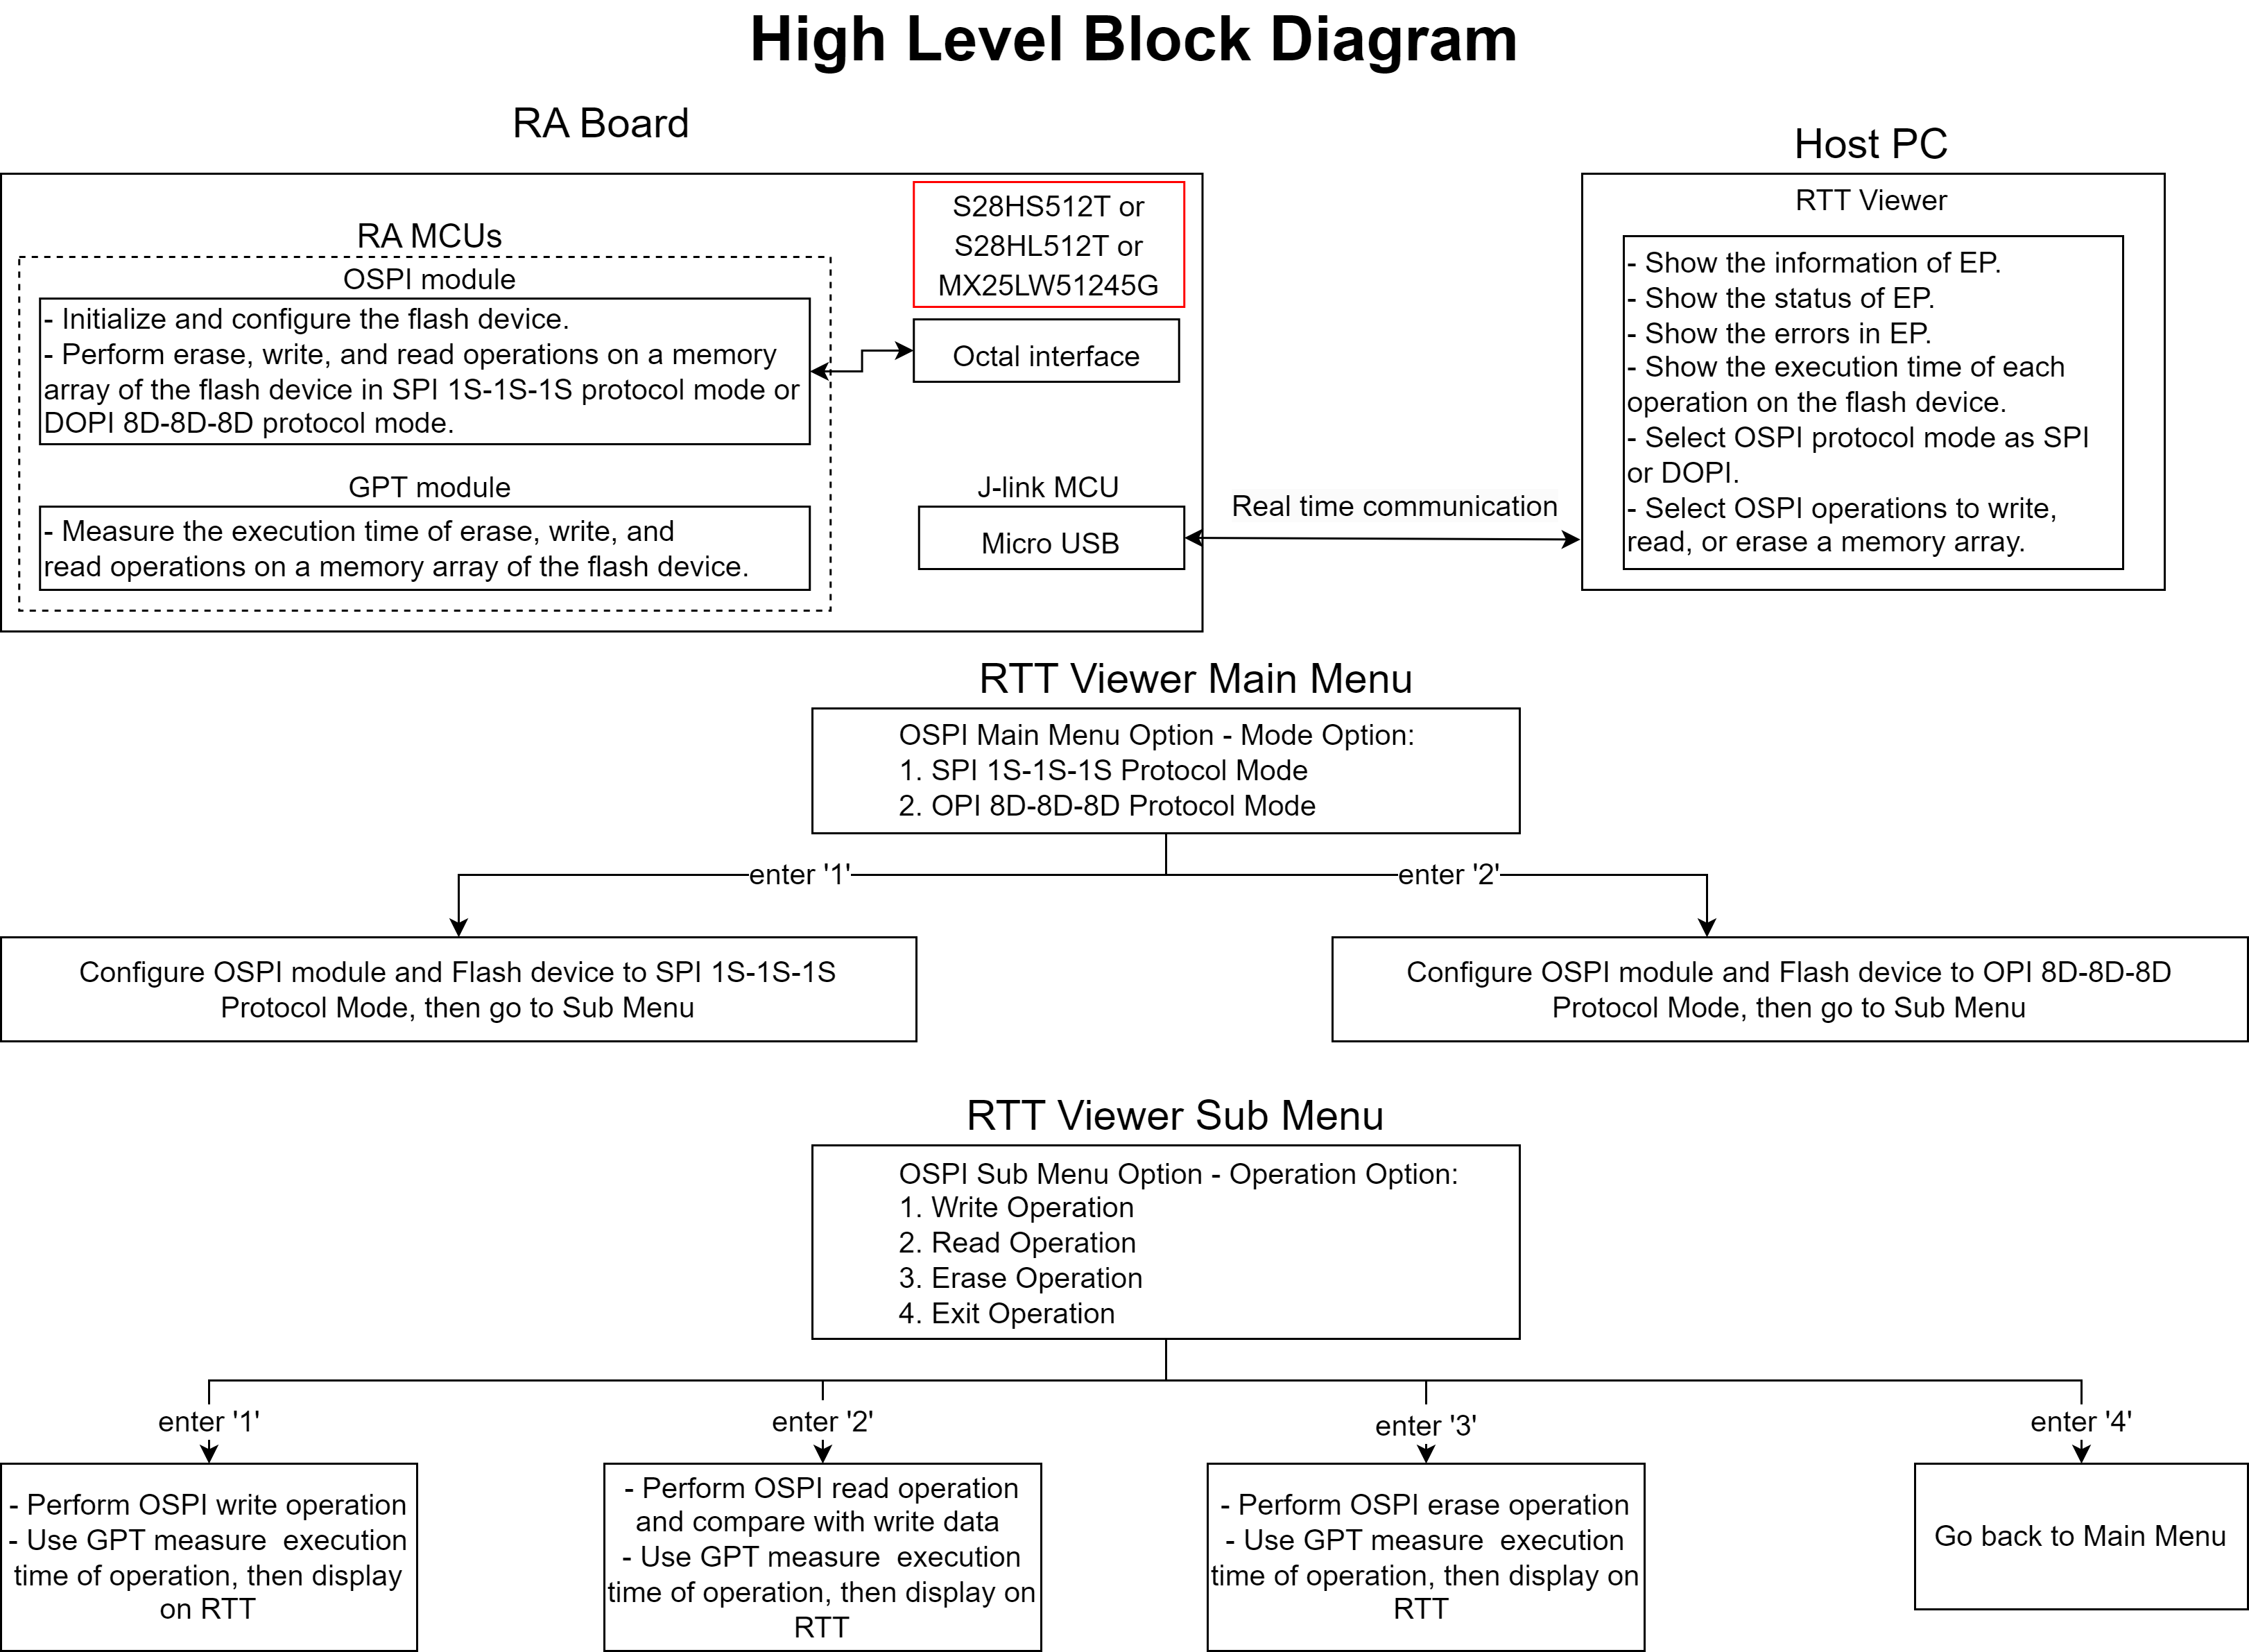 High Level Block Diagram
RA Board
RA MCUs
OSPI module
- Initialize and configure the flash device.
- Perform erase, write, and read operations on a memory
array of the flash device in SPI 1S-1S-1S protocol mode or
DOPI 8D-8D-8D protocol mode.
GPT module
- Measure the execution time of erase, write, and
read operations on a memory array of the flash device.
S28HS512T or
S28HL512T or
MX25LW51245G
Octal interface
J-link MCU
Micro USB
Real time communication
Host PC
RTT Viewer
- Show the information of EP.
- Show the status of EP.
- Show the errors in EP.
- Show the execution time of each
operation on the flash device.
- Select OSPI protocol mode as SPI
or DOPI.
- Select OSPI operations to write,
read, or erase a memory array.
RTT Viewer Main Menu
OSPI Main Menu Option - Mode Option:
1. SPI 1S-1S-1S Protocol Mode
2. OPI 8D-8D-8D Protocol Mode
enter '1'
enter '2'
Configure OSPI module and Flash device to SPI 1S-1S-1S
Protocol Mode, then go to Sub Menu
Configure OSPI module and Flash device to OPI 8D-8D-8D
Protocol Mode, then go to Sub Menu
RTT Viewer Sub Menu
OSPI Sub Menu Option - Operation Option:
1. Write Operation
2. Read Operation
3. Erase Operation
4. Exit Operation
enter '1'
enter '2'
enter '3'
enter '4'
- Perform OSPI write operation
- Use GPT measure  execution
time of operation, then display
on RTT
- Perform OSPI read operation
and compare with write data
- Use GPT measure  execution
time of operation, then display on
RTT
- Perform OSPI erase operation
- Use GPT measure  execution
time of operation, then display on
RTT
Go back to Main Menu